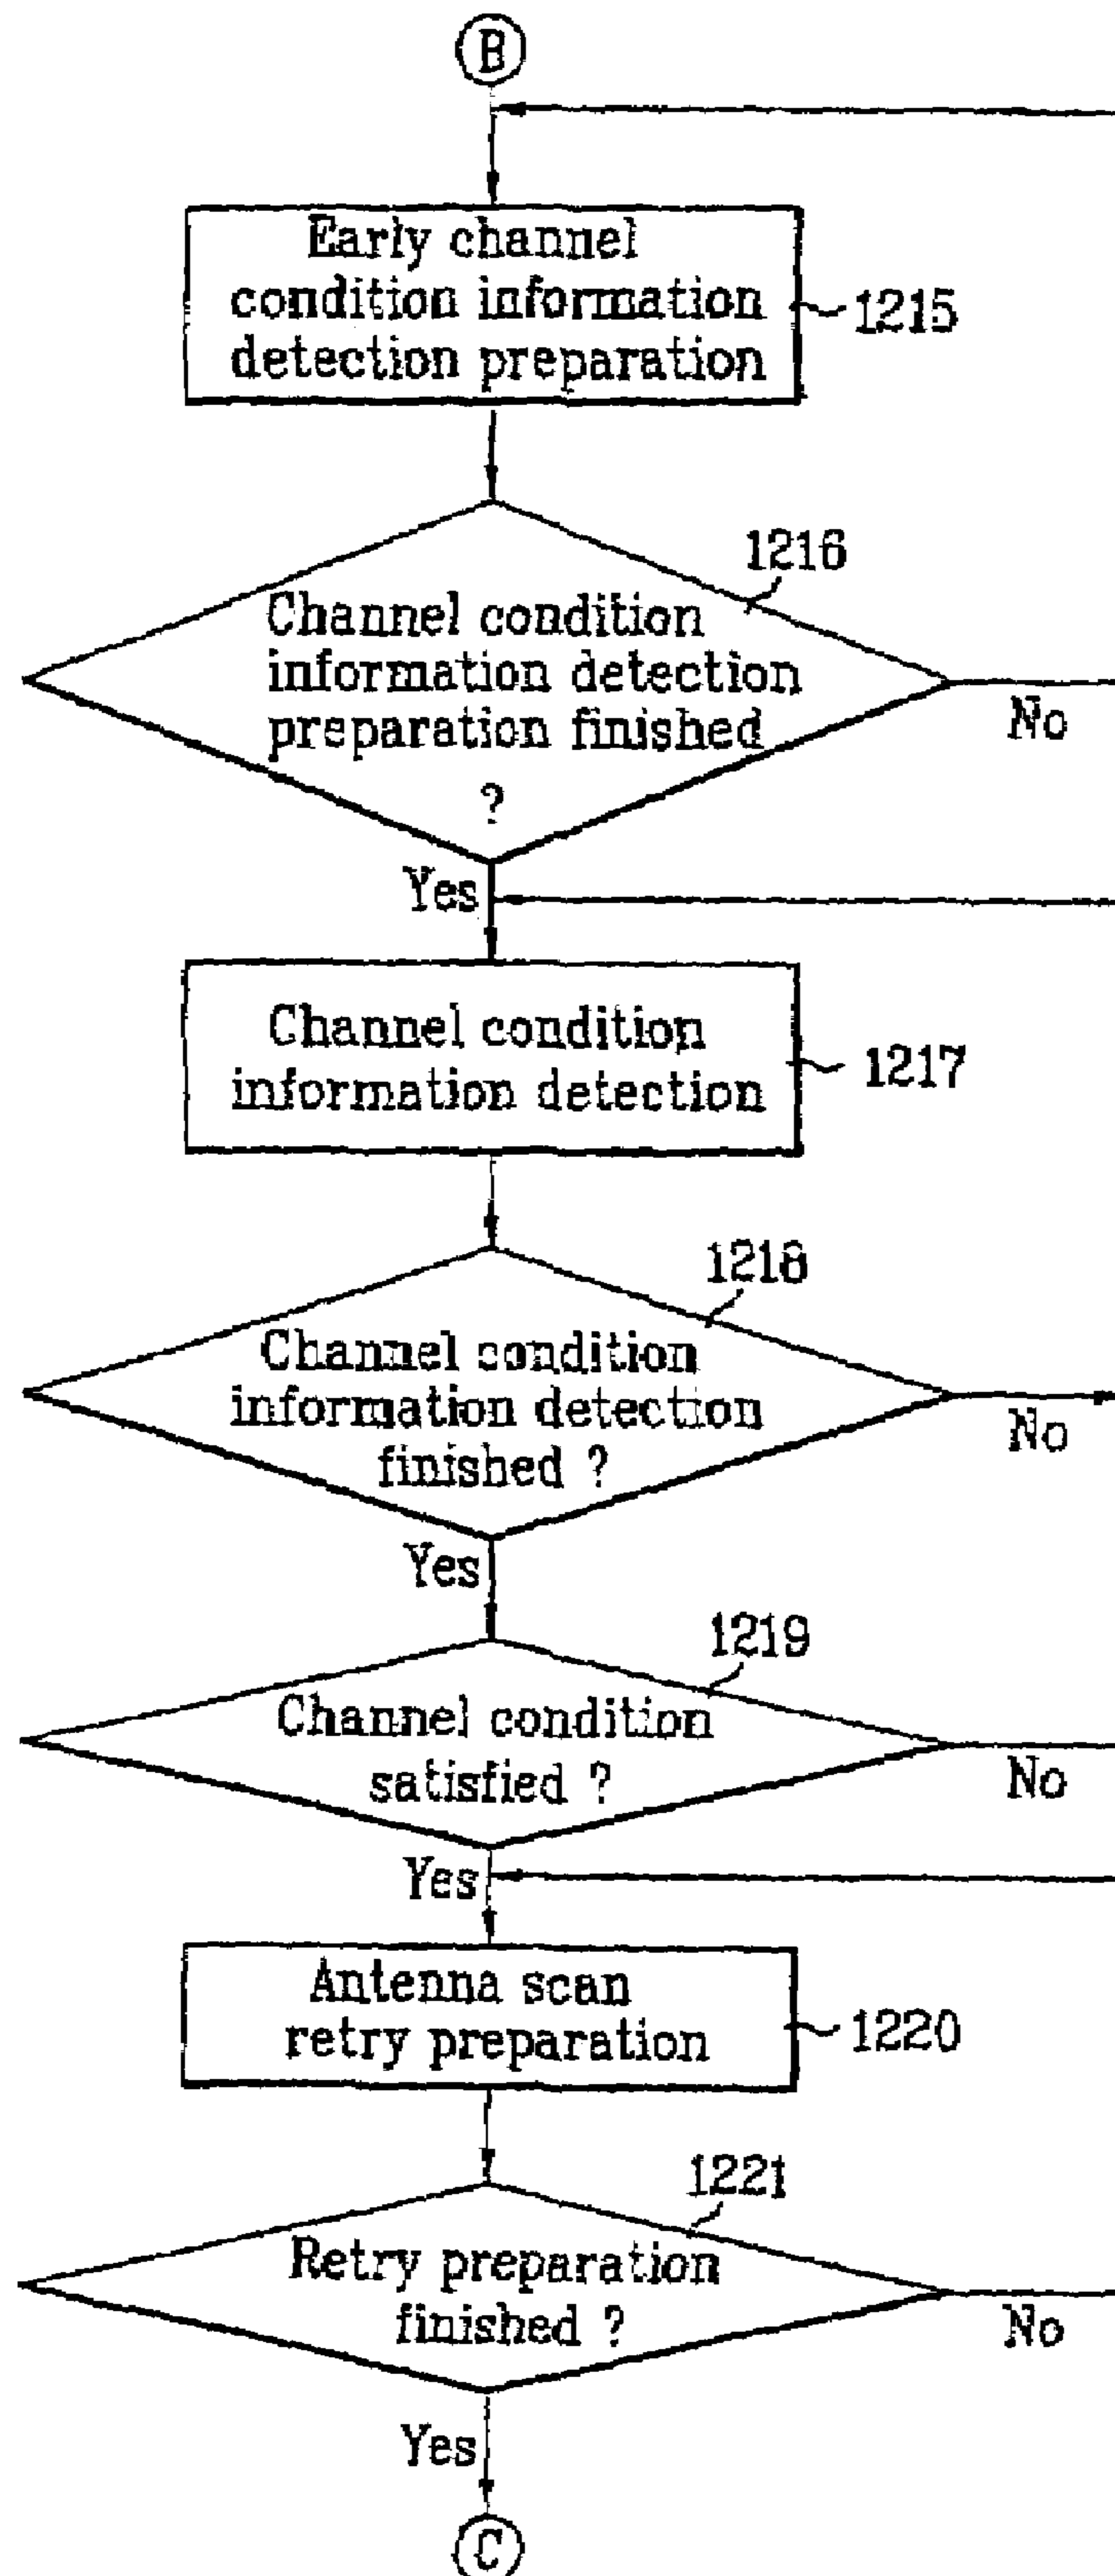 B
Early channel
condition information
detection preparation
1215
1216
Channel condition
information detection
preparation finished
?
No
Yes
Channel condition
information detection
1217
1218
Channel condition
information detection
finished ?
No
Yes
1219
Channel condition
satisfied ?
No
Yes
Antenna scan
retry preparation
1220
1221
Retry preparation
finished ?
No
Yes
C